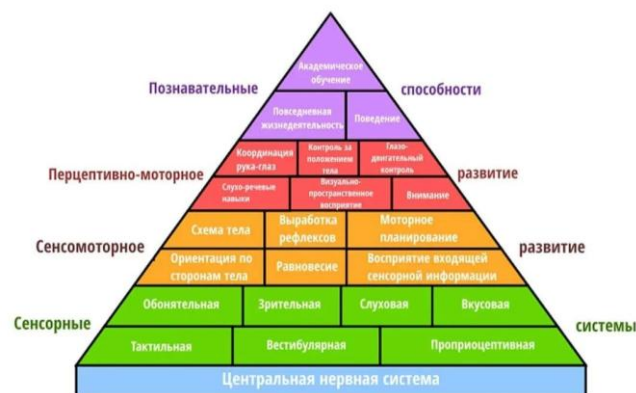 Академическое
обучение
Познавательные способности
Повседневная
жизнедеятельность
Поведение
Координация
рука-глаз
Контроль за
положением
тела
Глазо-
двигательный
контроль
Перцептивно-моторное развитие
Слухо-речевые
навыки
Визуально-
пространственное
восприятие
Внимание
Схема тела
Выработка
рефлексов
Моторное
планирование
Сенсомоторное развитие
Ориентация по
сторонам тела
Равновесие
Восприятие входящей
сенсорной информации
Обонятельная
Зрительная
Слуховая
Вкусовая
Сенсорные системы
Тактильная
Вестибулярная
Проприоцептивная
Центральная нервная система